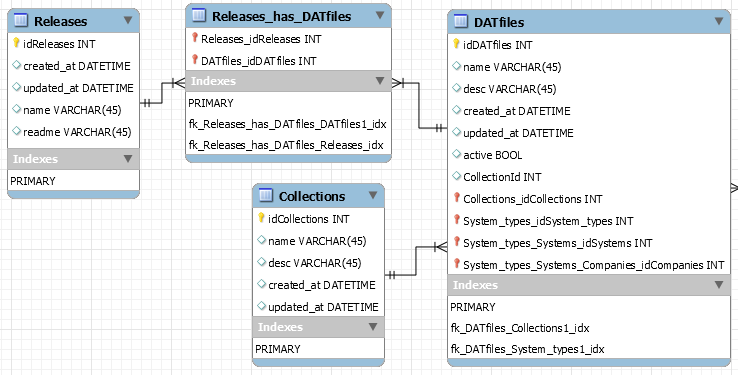 Releases
idReleases INT
created_at DATETIME
updated_at DATETIME
name VARCHAR(45)
readme VARCHAR(45)
Indexes
PRIMARY
Releases_has_DATfiles
Releases_idReleases INT
DATfiles_idDATfiles INT
Indexes
PRIMARY
fk_Releases_has_DATfiles_DATfiles1_idx
fk_Releases_has_DATfiles_Releases_idx
Collections
idCollections INT
name VARCHAR(45)
desc VARCHAR(45)
created_at DATETIME
updated_at DATETIME
Indexes
PRIMARY
DATfiles
idDATfiles INT
name VARCHAR(45)
desc VARCHAR(45)
created_at DATETIME
updated_at DATETIME
active BOOL
CollectionId INT
Collections_idCollections INT
System_types_idSystem_types INT
System_types_Systems_idSystems INT
System_types_Systems_Companies_idCompanies INT
Indexes
PRIMARY
fk_DATfiles_Collections1_idx
fk_DATfiles_System_types1_idx